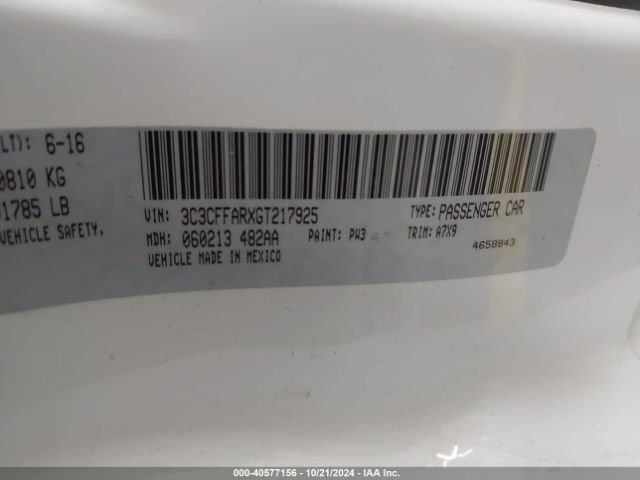 LT): 6-16
0810 KG
1785 LB
VEHICLE SAFETY,
VIN: 3C3CFFARXGT217925 TYPE: PASSENGER CAR
MDH: 060213 482AA PAINT: PW3 TRIM: A7X9
VEHICLE MADE IN MEXICO 4658843
000-40577156 - 10/21/2024 - IAA Inc.